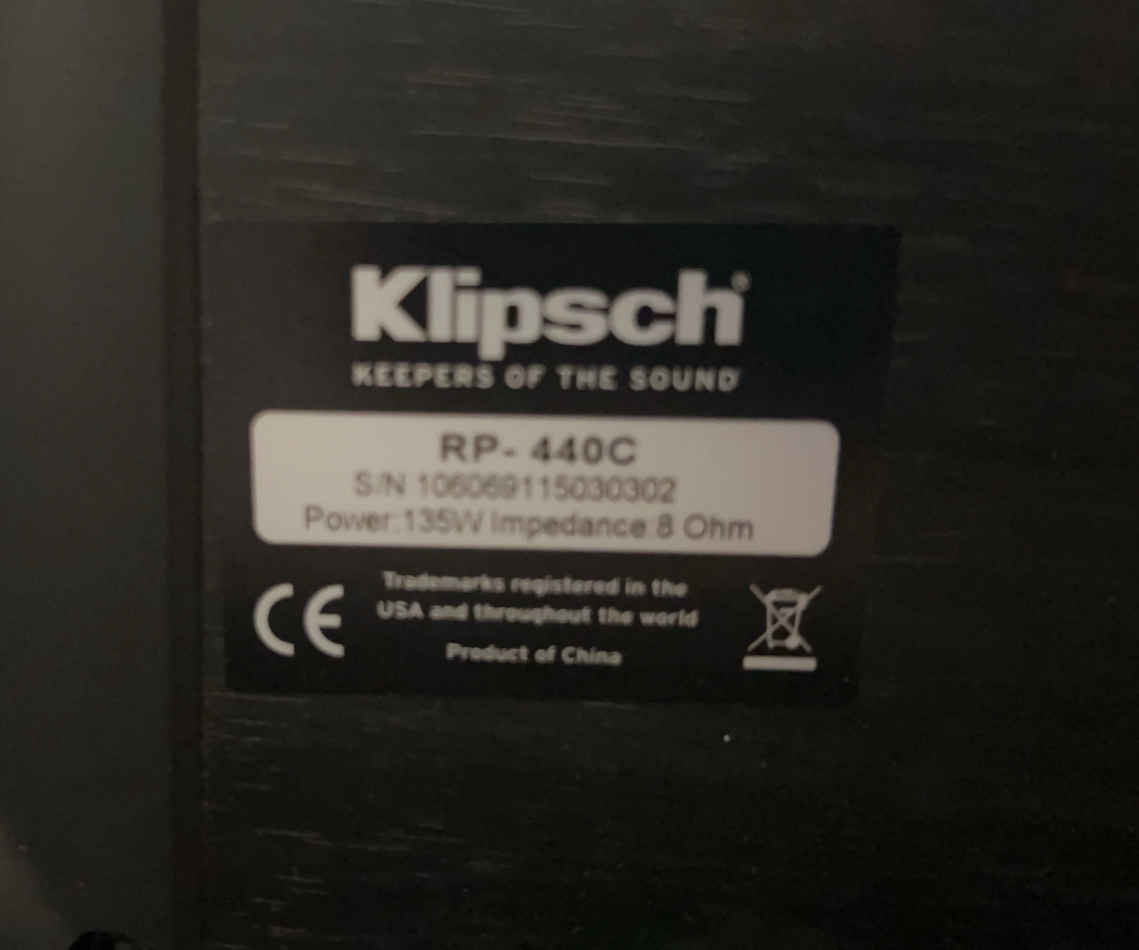 Klipsch®
KEEPERS OF THE SOUND
RP- 440C
S/N 106069115030302
Power:135W Impedance:8 Ohm
Trademarks registered in the
USA and throughout the world
Product of China
CE